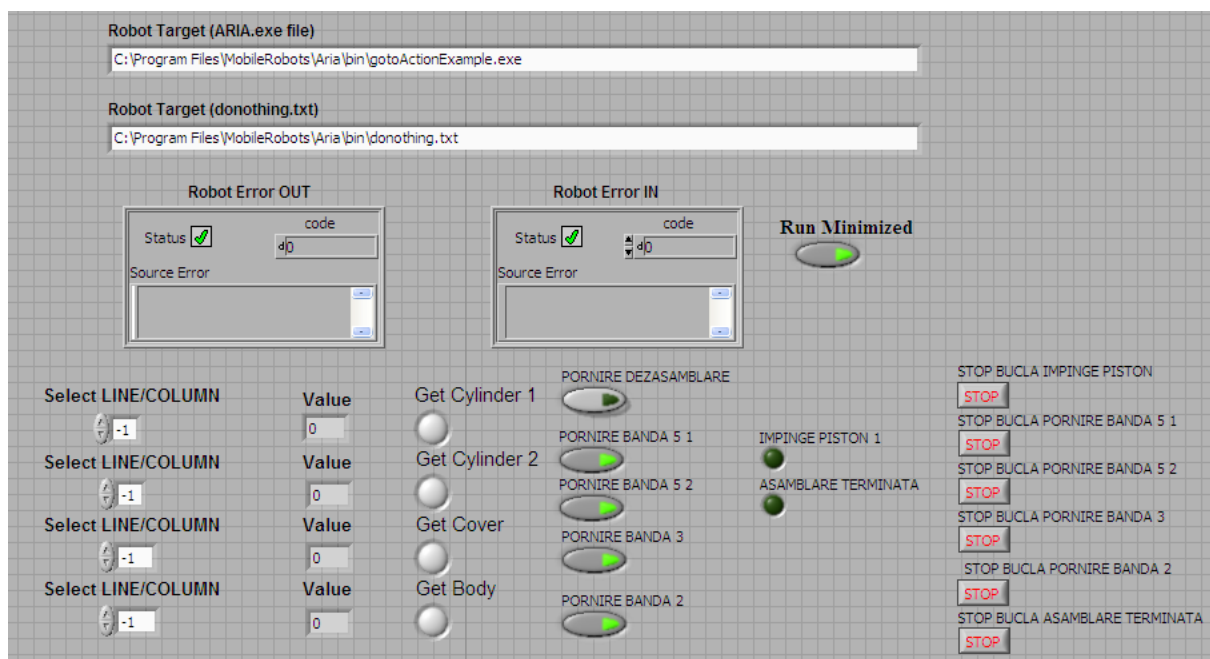 Robot Target (ARIA.exe file)
C:\Program Files\MobileRobots\Aria\bin\gotoActionExample.exe
Robot Target (donothing.txt)
C:\Program Files\MobileRobots\Aria\bin\donothing.txt
Robot Error OUT
Status
code
d 0
Source Error
Robot Error IN
Status
code
d 0
Source Error
Run Minimized
Select LINE/COLUMN
-1
Value
0
Get Cylinder 1
Select LINE/COLUMN
-1
Value
0
Get Cylinder 2
Select LINE/COLUMN
-1
Value
0
Get Cover
Select LINE/COLUMN
-1
Value
0
Get Body
PORNIRE DEZASAMBLARE
PORNIRE BANDA 5 1
PORNIRE BANDA 5 2
PORNIRE BANDA 3
PORNIRE BANDA 2
IMPINGE PISTON 1
ASAMBLARE TERMINATA
STOP BUCLA IMPINGE PISTON
STOP
STOP BUCLA PORNIRE BANDA 5 1
STOP
STOP BUCLA PORNIRE BANDA 5 2
STOP
STOP BUCLA PORNIRE BANDA 3
STOP
STOP BUCLA PORNIRE BANDA 2
STOP
STOP BUCLA ASAMBLARE TERMINATA
STOP